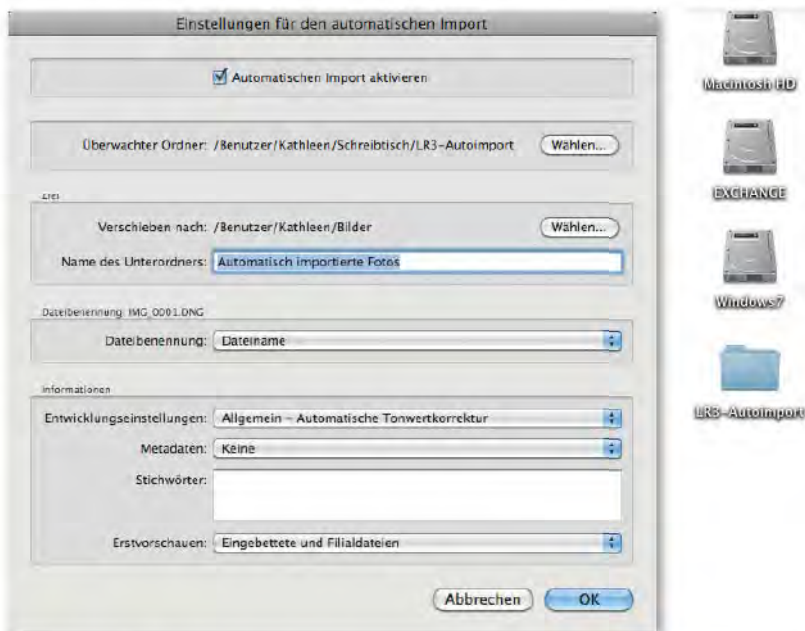 Einstellungen für den automatischen Import
Automatischen Import aktivieren
Überwachter Ordner: /Benutzer/Kathleen/Schreibtisch/LR3-Autoimport Wählen...
Ziel
Verschieben nach: /Benutzer/Kathleen/Bilder Wählen...
Name des Unterordners: Automatisch importierte Fotos
Dateibenennung: IMG_0001.DNG
Dateibenennung: Dateiname
Informationen
Entwicklungseinstellungen: Allgemein – Automatische Tonwertkorrektur
Metadaten: Keine
Stichwörter:
Erstvorschauen: Eingebettete und Filialdateien
Abbrechen OK
Macintosh HD
EXCHANGE
Windows7
LR3-Autoimport